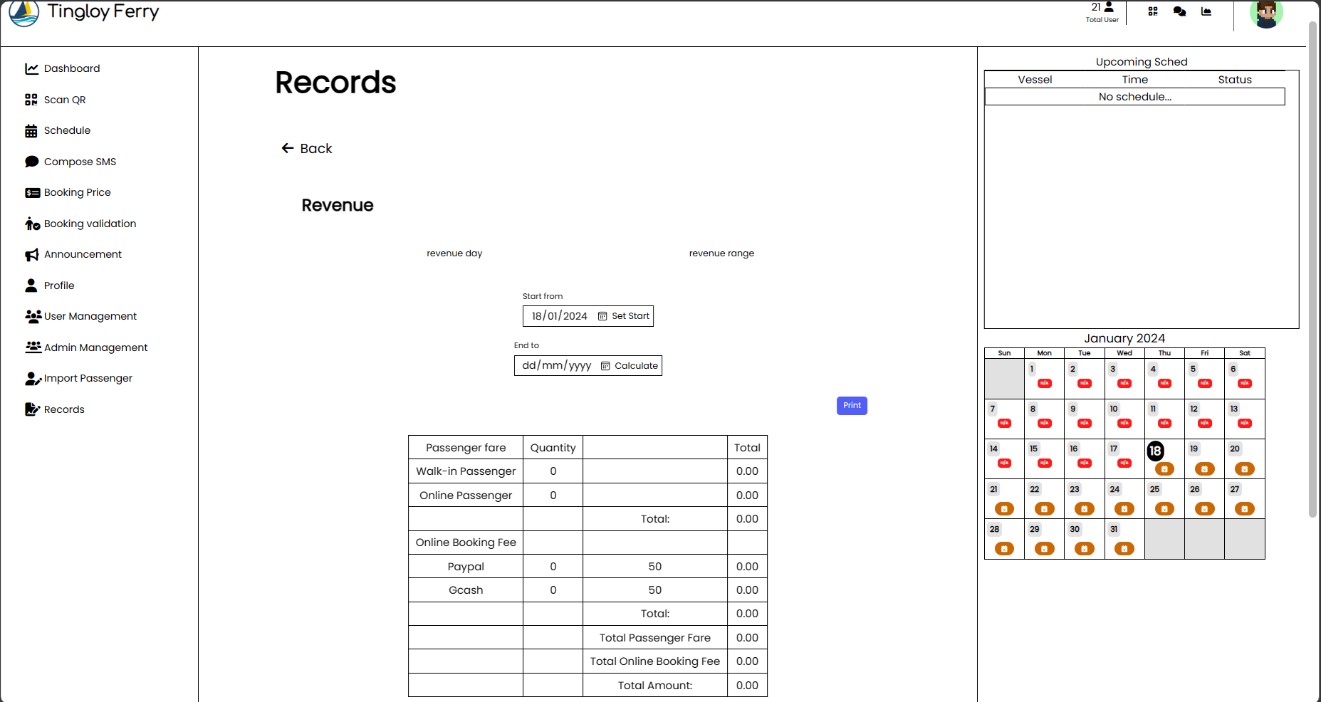 Tingloy Ferry
21
Total User
Dashboard
Scan QR
Schedule
Compose SMS
Booking Price
Booking validation
Announcement
Profile
User Management
Admin Management
Import Passenger
Records
Records
Back
Revenue
revenue day revenue range
Start from
18/01/2024 Set Start
End to
dd/mm/yyyy Calculate
Print
Passenger fare Quantity Total
Walk-in Passenger 0 0.00
Online Passenger 0 0.00
Total: 0.00
Online Booking Fee
Paypal 0 50 0.00
Gcash 0 50 0.00
Total: 0.00
Total Passenger Fare 0.00
Total Online Booking Fee 0.00
Total Amount: 0.00
Upcoming Sched
Vessel Time Status
No schedule...
January 2024
Sun Mon Tue Wed Thu Fri Sat
1 2 3 4 5 6
N/A N/A N/A N/A N/A N/A
7 8 9 10 11 12 13
N/A N/A N/A N/A N/A N/A N/A
14 15 16 17 18 19 20
N/A N/A N/A N/A
21 22 23 24 25 26 27
28 29 30 31